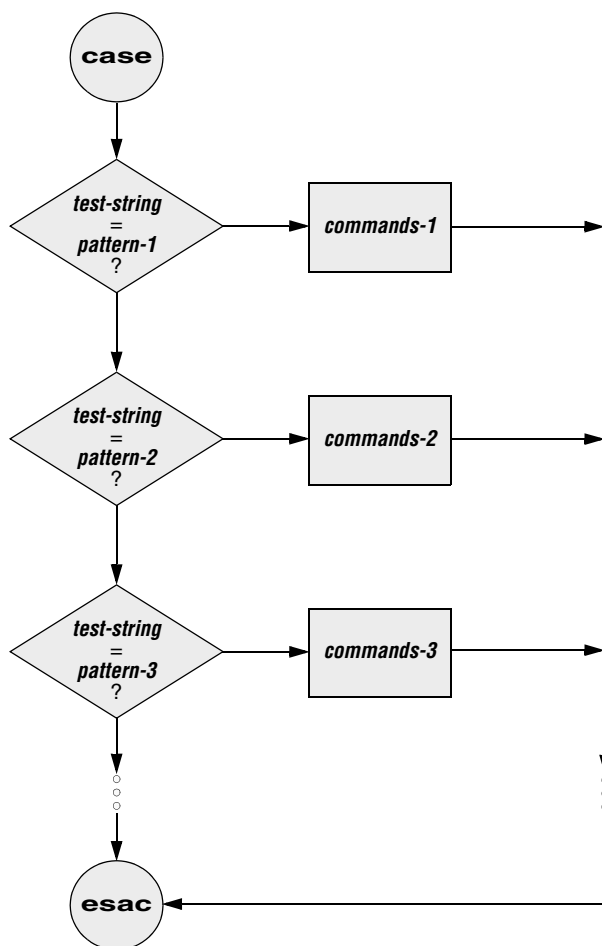 case
test-string
=
pattern-1
?
commands-1
test-string
=
pattern-2
?
commands-2
test-string
=
pattern-3
?
commands-3
esac